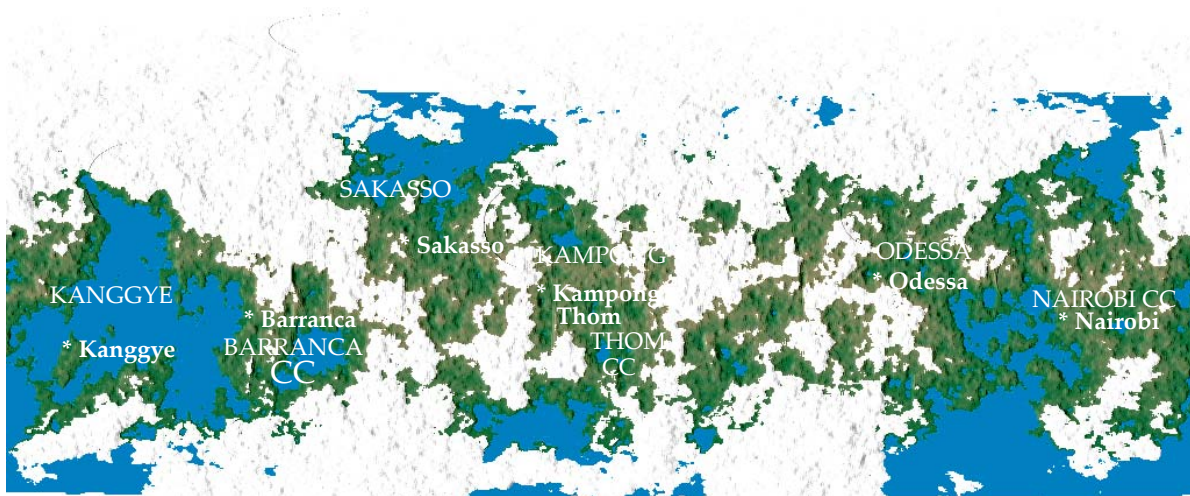 SAKASSO
* Sakasso
KAMPONG
ODESSA
* Odessa
KANGGYE
* Kampong
Thom
NAIROBI CC
* Nairobi
* Barranca
BARRANCA
CC
* Kanggye
THOM
CC